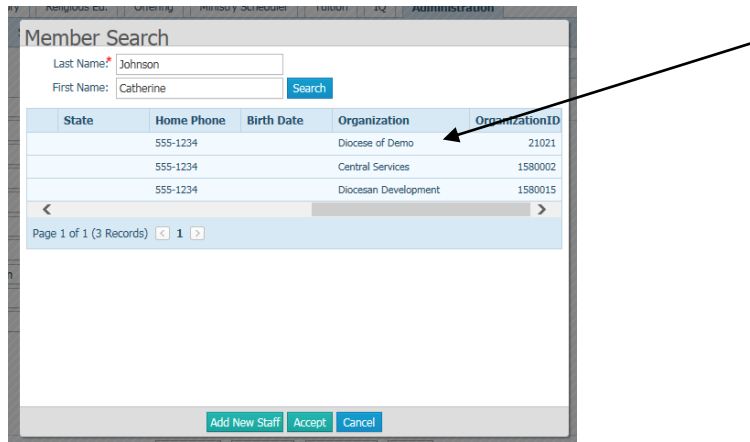 Religious Ed. Offering Ministry Scheduler Tuition IQ Administration
Member Search
Last Name:* Johnson
First Name: Catherine Search
State Home Phone Birth Date Organization OrganizationID
555-1234 Diocese of Demo 21021
555-1234 Central Services 1580002
555-1234 Diocesan Development 1580015
Page 1 of 1 (3 Records) < 1 >
Add New Staff Accept Cancel